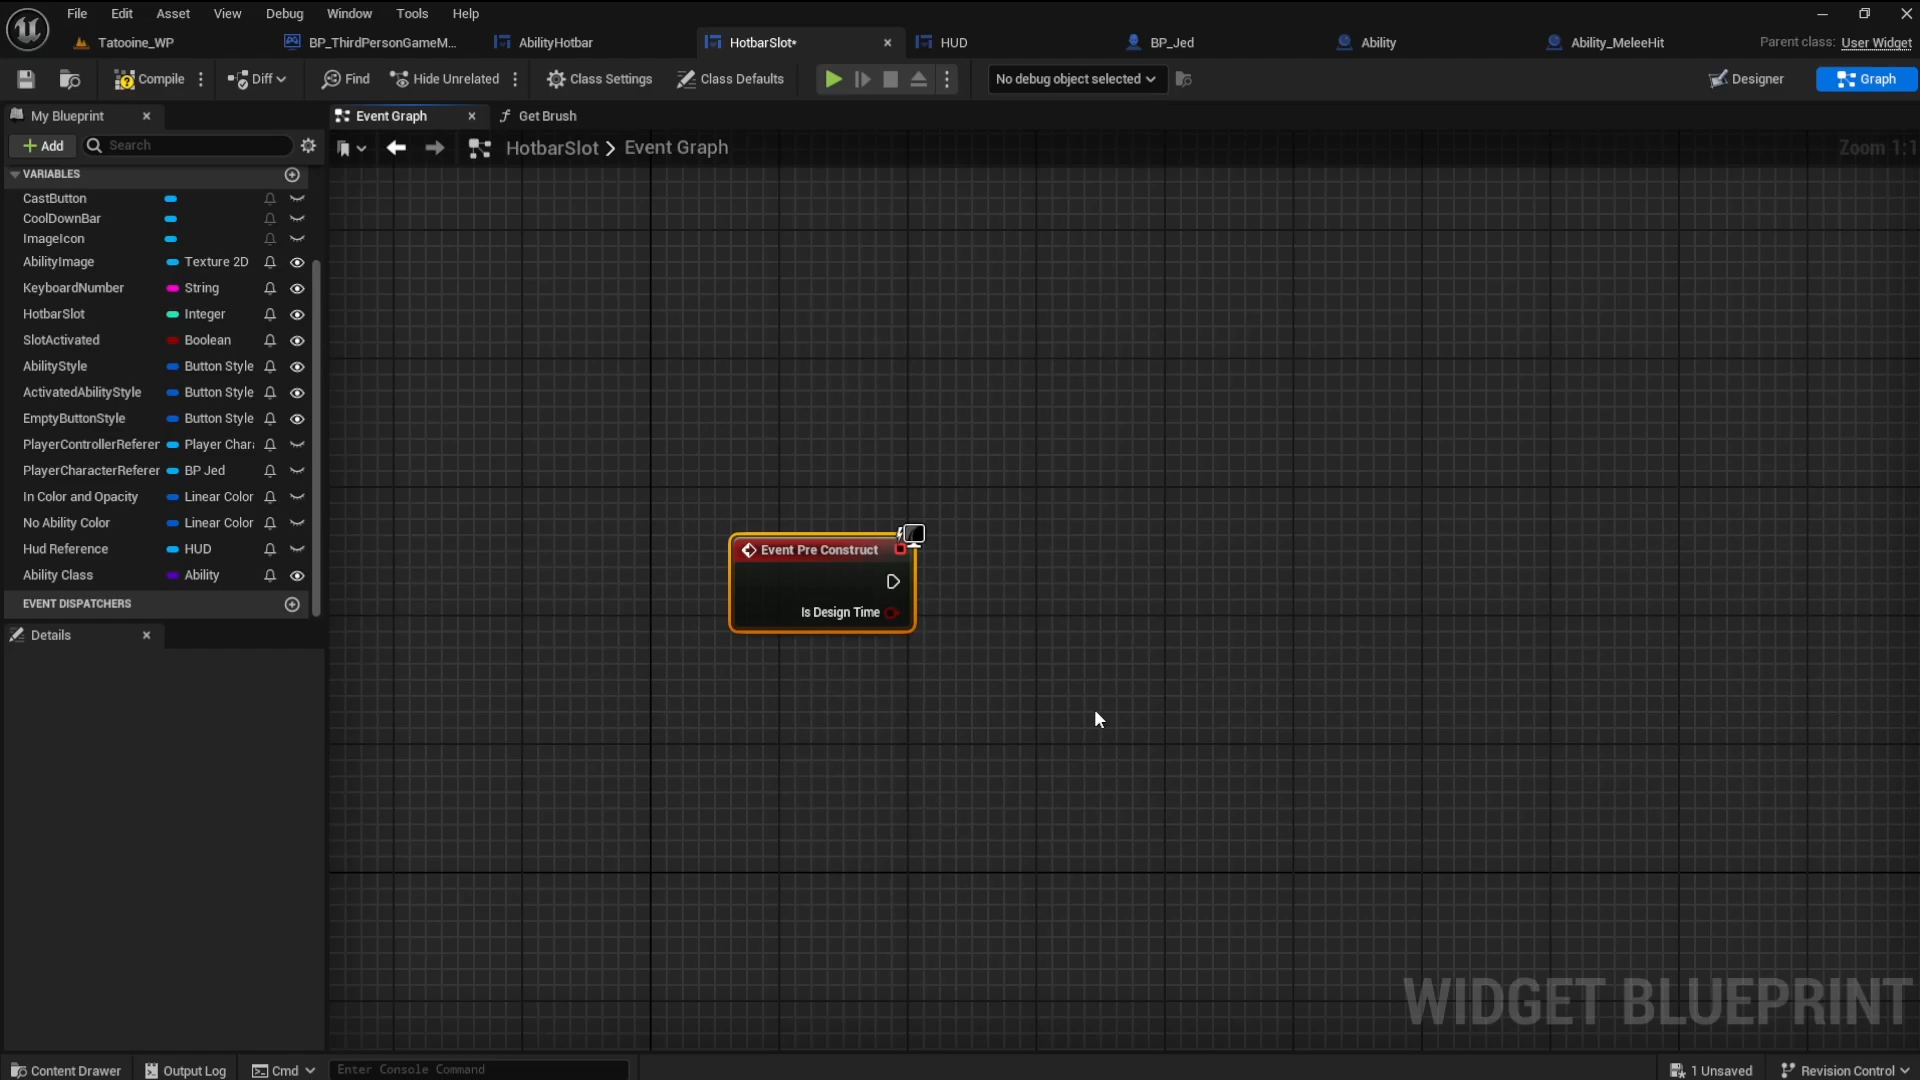 File Edit Asset View Debug Window Tools Help
Tatooine_WP BP_ThirdPersonGameM... AbilityHotbar HotbarSlot* HUD BP_Jed Ability Ability_MeleeHit Parent class: User Widget
Compile Diff Find Hide Unrelated Class Settings Class Defaults No debug object selected Designer Graph
My Blueprint Event Graph Get Brush
Add Search HotbarSlot > Event Graph Zoom 1:1
VARIABLES
CastButton
CoolDownBar
ImageIcon
AbilityImage Texture 2D
KeyboardNumber String
HotbarSlot Integer
SlotActivated Boolean
AbilityStyle Button Style
ActivatedAbilityStyle Button Style
EmptyButtonStyle Button Style
PlayerControllerReferer Player Chara
PlayerCharacterReferer BP Jed
In Color and Opacity Linear Color
No Ability Color Linear Color
Hud Reference HUD
Ability Class Ability
EVENT DISPATCHERS
Details
Event Pre Construct
Is Design Time
WIDGET BLUEPRINT
Content Drawer Output Log Cmd Enter Console Command 1 Unsaved Revision Control